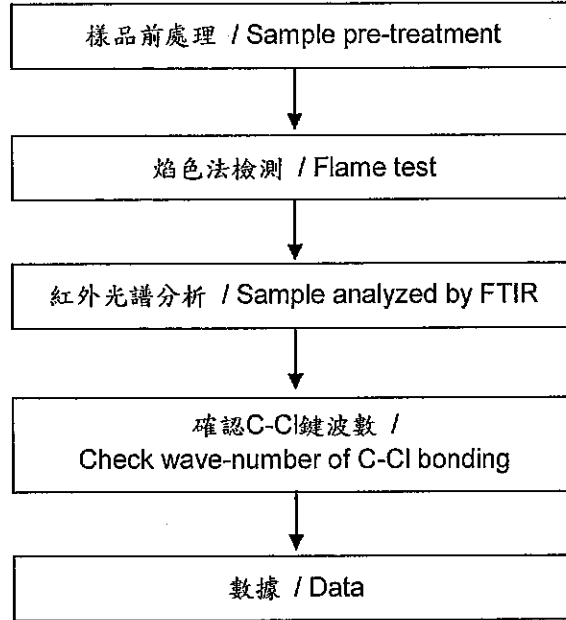 樣品前處理 / Sample pre-treatment
焰色法檢測 / Flame test
紅外光譜分析 / Sample analyzed by FTIR
確認C-Cl鍵波數 /
Check wave-number of C-Cl bonding
數據 / Data